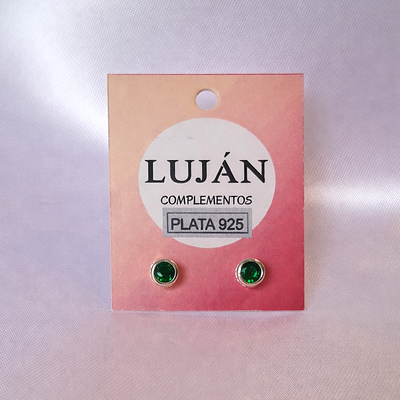 LUJÁN
COMPLEMENTOS
PLATA 925